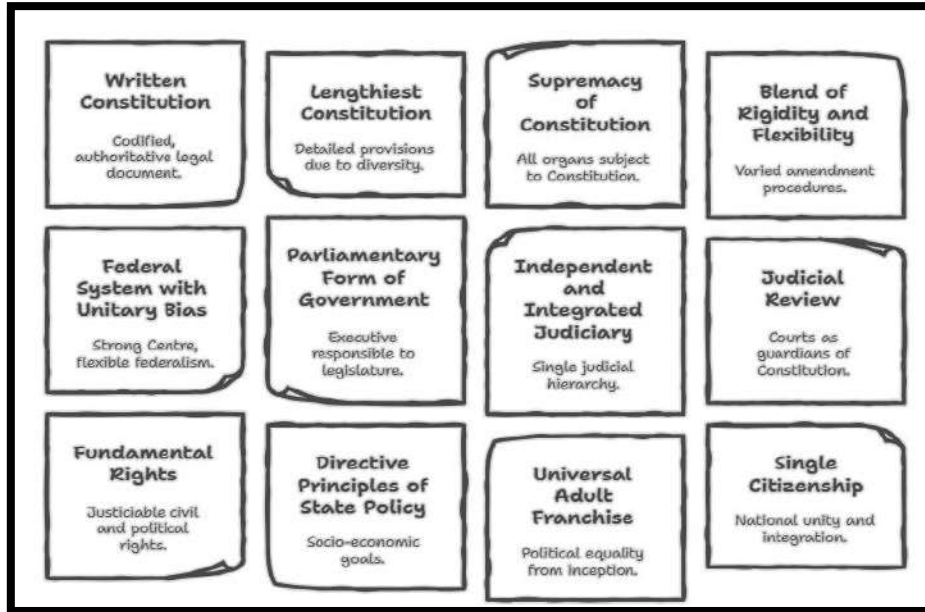 Written
Constitution
Codified,
authoritative legal
document.
Lengthiest
Constitution
Detailed provisions
due to diversity.
Supremacy
of
Constitution
All organs subject
to Constitution.
Blend of
Rigidity and
Flexibility
Varied amendment
procedures.
Federal
System with
Unitary Bias
Strong Centre,
flexible federalism.
Parliamentary
Form of
Government
Executive
responsible to
legislature.
Independent
and
Integrated
Judiciary
Single judicial
hierarchy.
Judicial
Review
Courts as
guardians of
Constitution.
Fundamental
Rights
Justiciable civil
and political
rights.
Directive
Principles of
State Policy
Socio-economic
goals.
Universal
Adult
Franchise
Political equality
from inception.
Single
Citizenship
National unity and
integration.